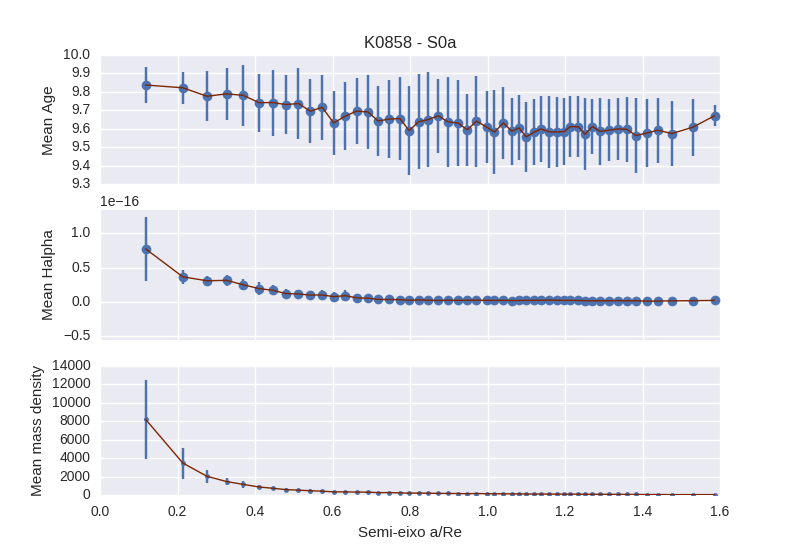 K0858 - S0a
10.0
9.9
9.8
9.7
9.6
9.5
9.4
9.3
Mean Age
1e−16
1.0
0.5
0.0
−0.5
Mean Halpha
14000
12000
10000
8000
6000
4000
2000
0
Mean mass density
0.0 0.2 0.4 0.6 0.8 1.0 1.2 1.4 1.6
Semi-eixo a/Re